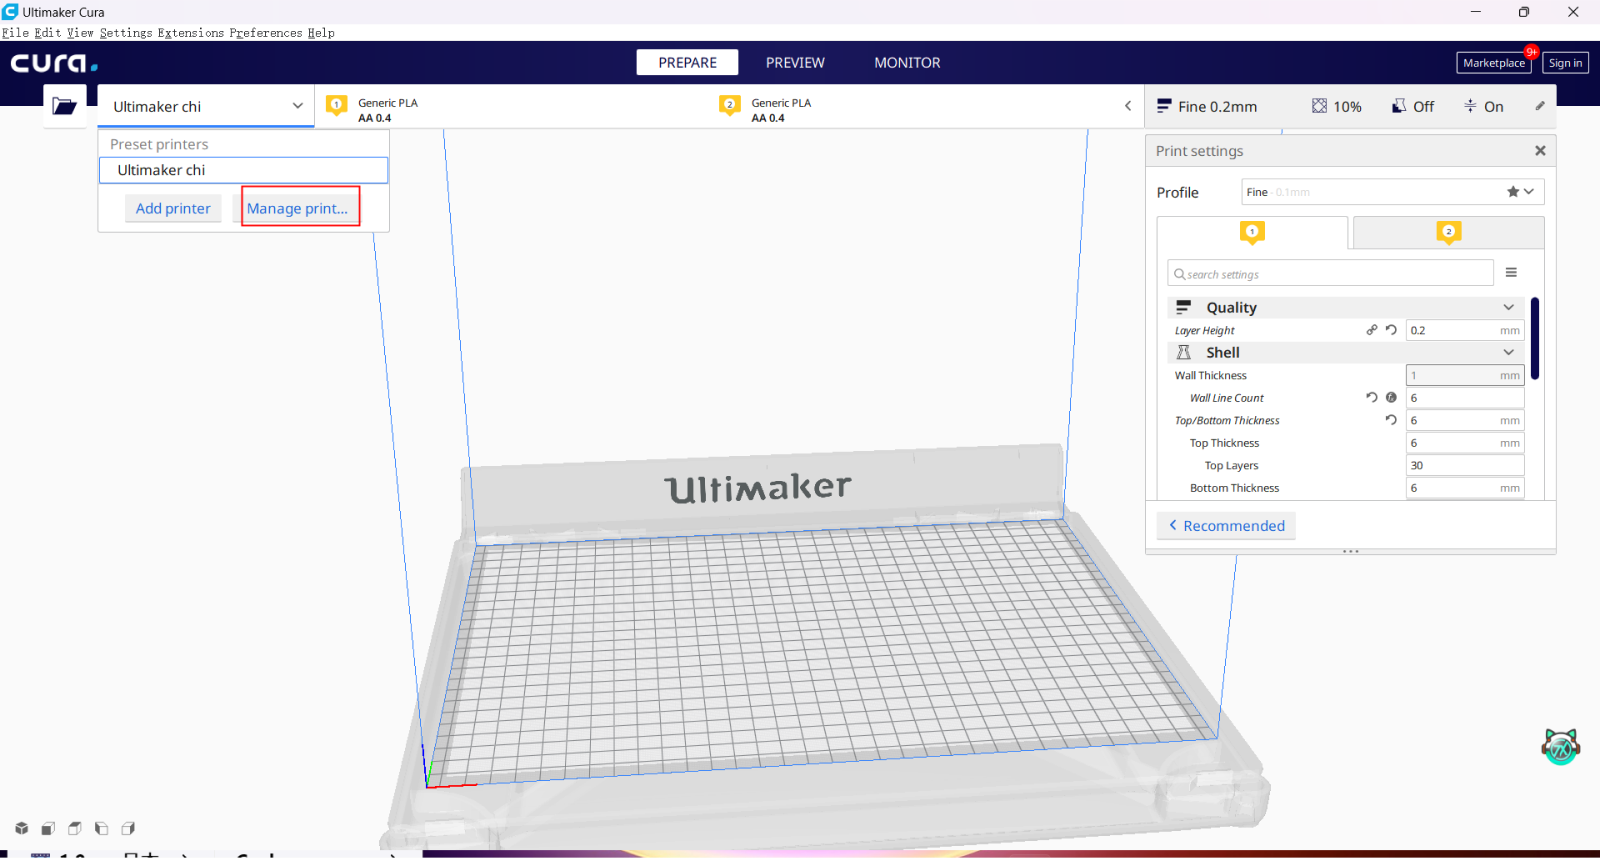 Ultimaker Cura
File Edit View Settings Extensions Preferences Help
cura.
PREPARE PREVIEW MONITOR
Marketplace 9+ Sign in
Ultimaker chi
1 Generic PLA
AA 0.4
2 Generic PLA
AA 0.4
Fine 0.2mm 10% Off On
Preset printers
Ultimaker chi
Add printer Manage print...
Print settings
Profile Fine - 0.1mm
1 2
search settings
Quality
Layer Height 0.2 mm
Shell
Wall Thickness 1 mm
Wall Line Count 6
Top/Bottom Thickness 6 mm
Top Thickness 6 mm
Top Layers 30
Bottom Thickness 6 mm
Recommended
Ultimaker